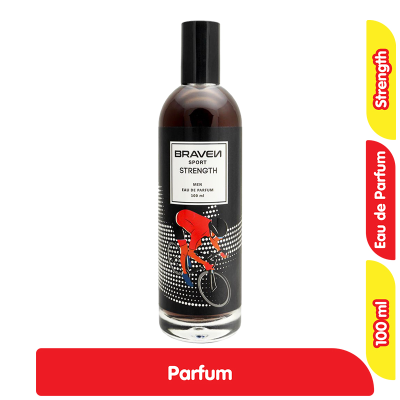 BRAVEN
SPORT
STRENGTH
MEN
EAU DE PARFUM
100 ml
Strength
Eau de Parfum
100 ml
Parfum